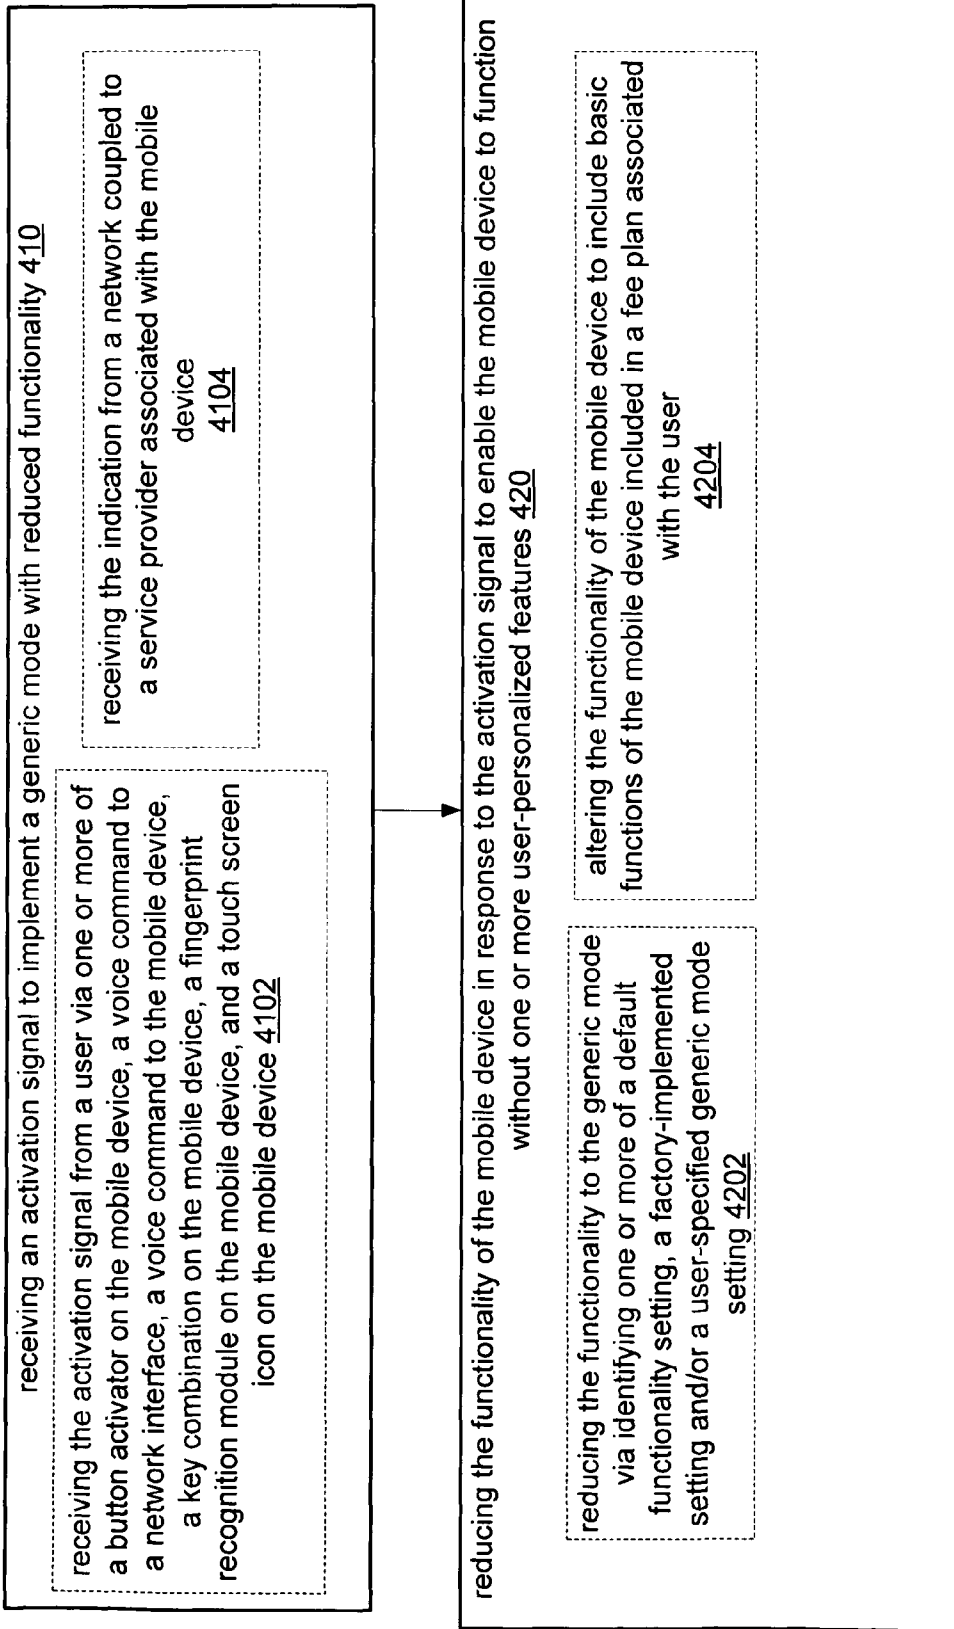 receiving an activation signal to implement a generic mode with reduced functionality 410
receiving the activation signal from a user via one or more of
a button activator on the mobile device, a voice command to
a network interface, a voice command to the mobile device,
a key combination on the mobile device, a fingerprint
recognition module on the mobile device, and a touch screen
icon on the mobile device 4102
receiving the indication from a network coupled to
a service provider associated with the mobile
device
4104
reducing the functionality of the mobile device in response to the activation signal to enable the mobile device to function
without one or more user-personalized features 420
reducing the functionality to the generic mode
via identifying one or more of a default
functionality setting, a factory-implemented
setting and/or a user-specified generic mode
setting 4202
altering the functionality of the mobile device to include basic
functions of the mobile device included in a fee plan associated
with the user
4204